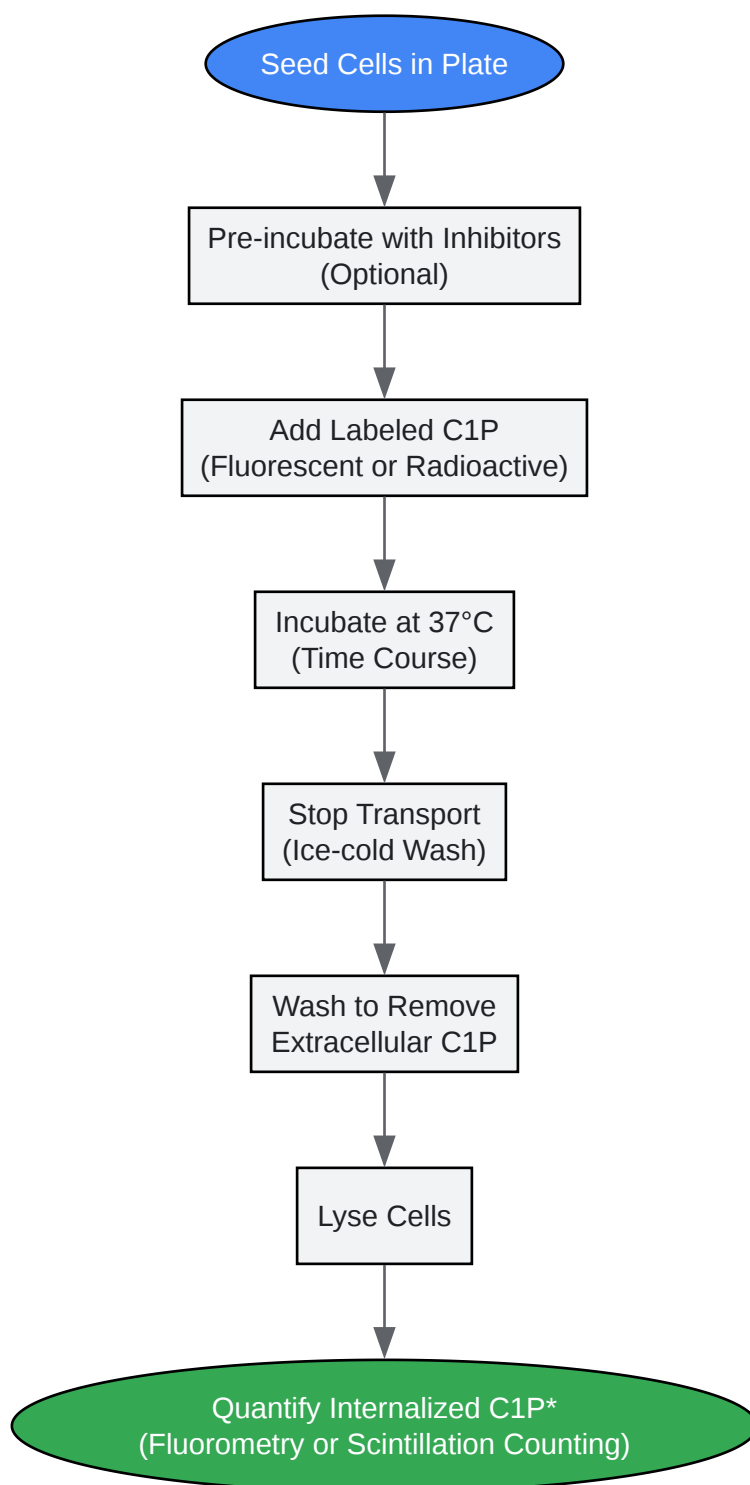 Seed Cells in Plate
Pre-incubate with Inhibitors
(Optional)
Add Labeled C1P
(Fluorescent or Radioactive)
Incubate at 37°C
(Time Course)
Stop Transport
(Ice-cold Wash)
Wash to Remove
Extracellular C1P
Lyse Cells
Quantify Internalized C1P*
(Fluorometry or Scintillation Counting)